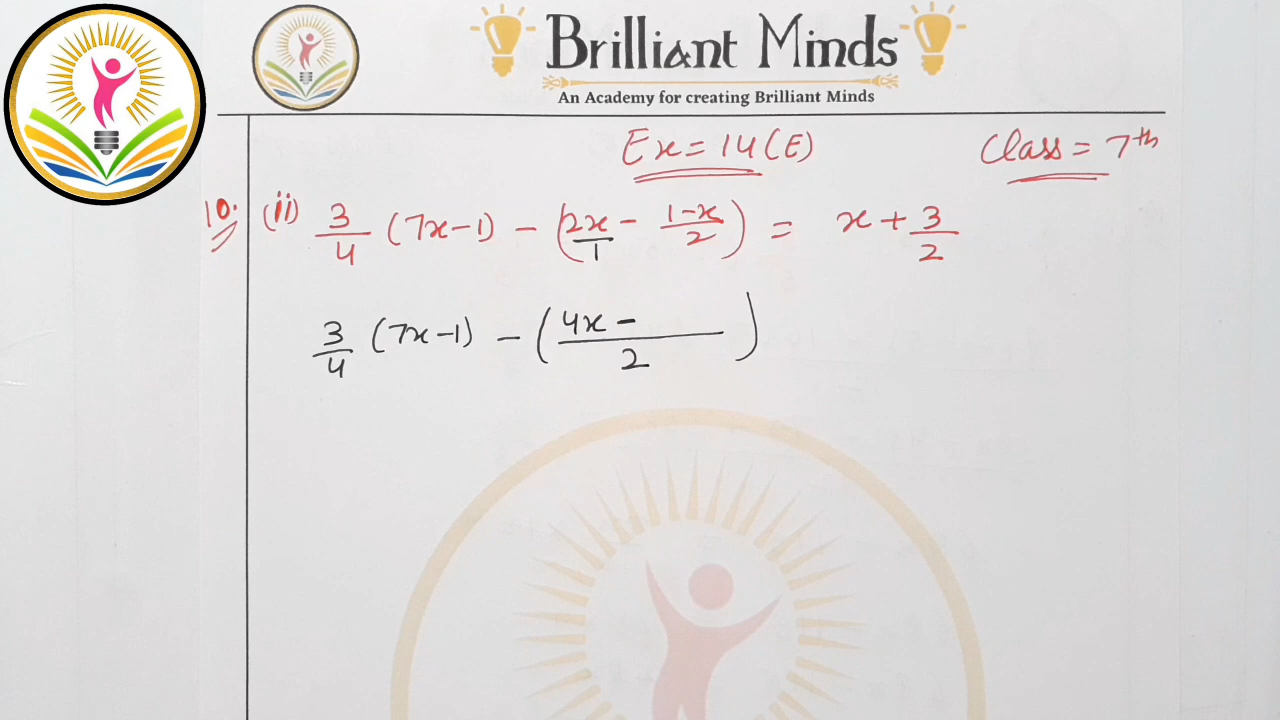 Brilliant Minds
An Academy for creating Brilliant Minds
Ex = 14(E) Class = 7th
10. (ii) 3/4 (7x-1) - (2x/1 - 1-x/2) = x + 3/2
3/4 (7x-1) - (4x - /2)